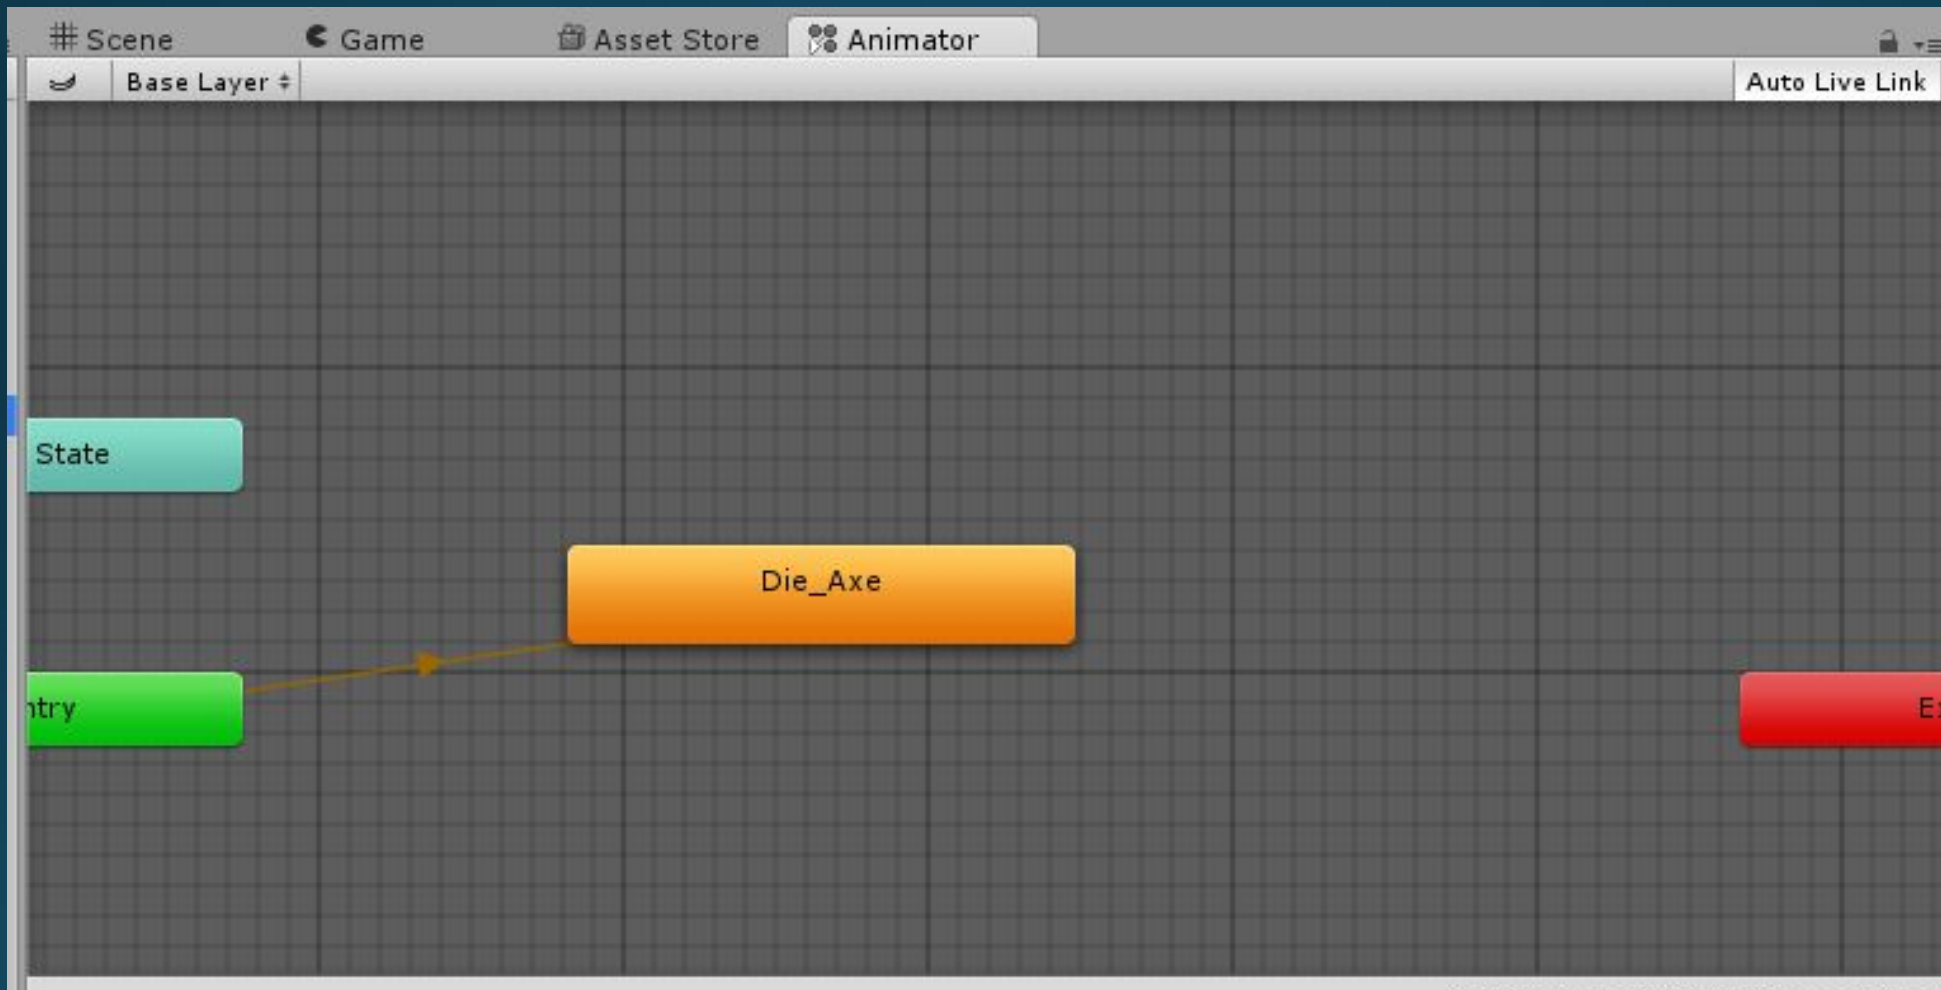 Scene
Game
Asset Store
Animator
Base Layer
Auto Live Link
State
Die_Axe
ntry